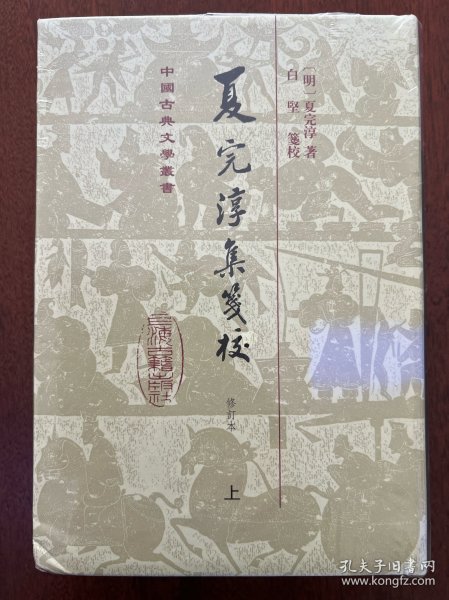 〔明〕夏完淳 著
白堅 箋校
夏完淳集箋校
修訂本
上
中國古典文學叢書
上海古籍出版社
孔夫子旧书网
www.kongfz.com